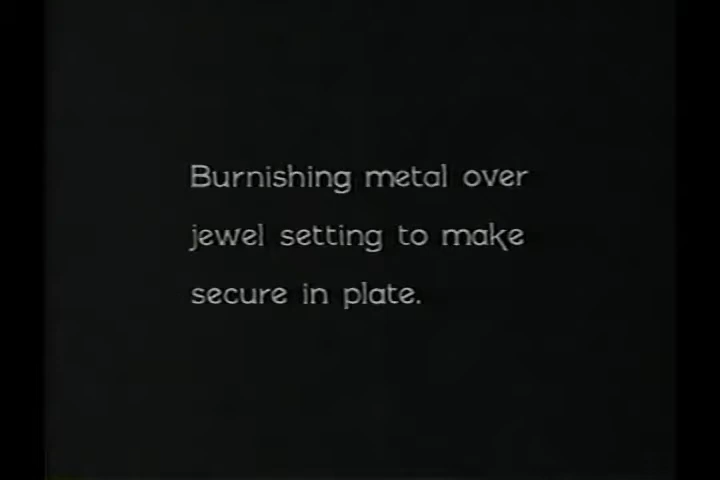 Burnishing metal over
jewel setting to make
secure in plate.